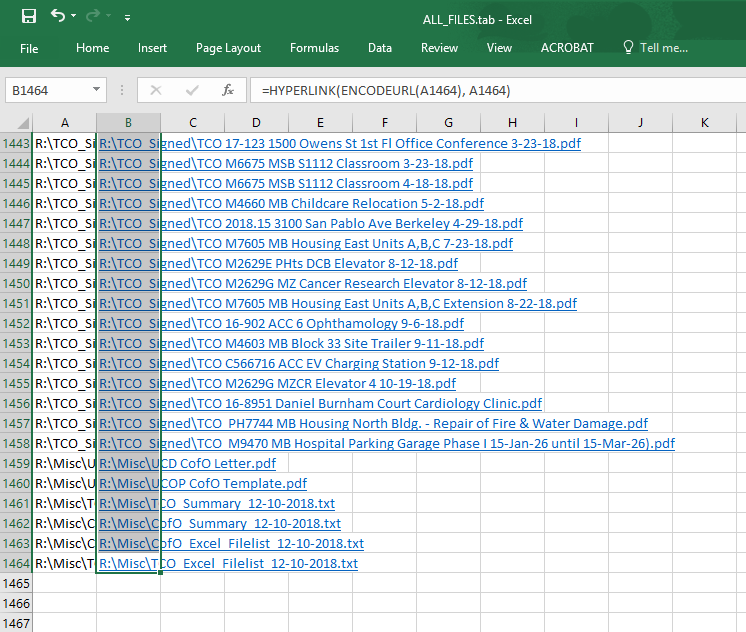 ALL_FILES.tab - Excel
File Home Insert Page Layout Formulas Data Review View ACROBAT Tell me...
B1464 fx =HYPERLINK(ENCODEURL(A1464), A1464)
A B C D E F G H I J K
1443 R:\TCO_Si R:\TCO_Signed\TCO 17-123 1500 Owens St 1st Fl Office Conference 3-23-18.pdf
1444 R:\TCO_Si R:\TCO_Signed\TCO M6675 MSB S1112 Classroom 3-23-18.pdf
1445 R:\TCO_Si R:\TCO_Signed\TCO M6675 MSB S1112 Classroom 4-18-18.pdf
1446 R:\TCO_Si R:\TCO_Signed\TCO M4660 MB Childcare Relocation 5-2-18.pdf
1447 R:\TCO_Si R:\TCO_Signed\TCO 2018.15 3100 San Pablo Ave Berkeley 4-29-18.pdf
1448 R:\TCO_Si R:\TCO_Signed\TCO M7605 MB Housing East Units A,B,C 7-23-18.pdf
1449 R:\TCO_Si R:\TCO_Signed\TCO M2629E PHts DCB Elevator 8-12-18.pdf
1450 R:\TCO_Si R:\TCO_Signed\TCO M2629G MZ Cancer Research Elevator 8-12-18.pdf
1451 R:\TCO_Si R:\TCO_Signed\TCO M7605 MB Housing East Units A,B,C Extension 8-22-18.pdf
1452 R:\TCO_Si R:\TCO_Signed\TCO 16-902 ACC 6 Ophthamology 9-6-18.pdf
1453 R:\TCO_Si R:\TCO_Signed\TCO M4603 MB Block 33 Site Trailer 9-11-18.pdf
1454 R:\TCO_Si R:\TCO_Signed\TCO C566716 ACC EV Charging Station 9-12-18.pdf
1455 R:\TCO_Si R:\TCO_Signed\TCO M2629G MZCR Elevator 4 10-19-18.pdf
1456 R:\TCO_Si R:\TCO_Signed\TCO 16-8951 Daniel Burnham Court Cardiology Clinic.pdf
1457 R:\TCO_Si R:\TCO_Signed\TCO_PH7744 MB Housing North Bldg. - Repair of Fire & Water Damage.pdf
1458 R:\TCO_Si R:\TCO_Signed\TCO_M9470 MB Hospital Parking Garage Phase I 15-Jan-26 until 15-Mar-26).pdf
1459 R:\Misc\U R:\Misc\UCD CofO Letter.pdf
1460 R:\Misc\U R:\Misc\UCOP CofO Template.pdf
1461 R:\Misc\T R:\Misc\TCO_Summary_12-10-2018.txt
1462 R:\Misc\C R:\Misc\CofO_Summary_12-10-2018.txt
1463 R:\Misc\C R:\Misc\CofO_Excel_Filelist_12-10-2018.txt
1464 R:\Misc\T R:\Misc\TCO_Excel_Filelist_12-10-2018.txt
1465
1466
1467